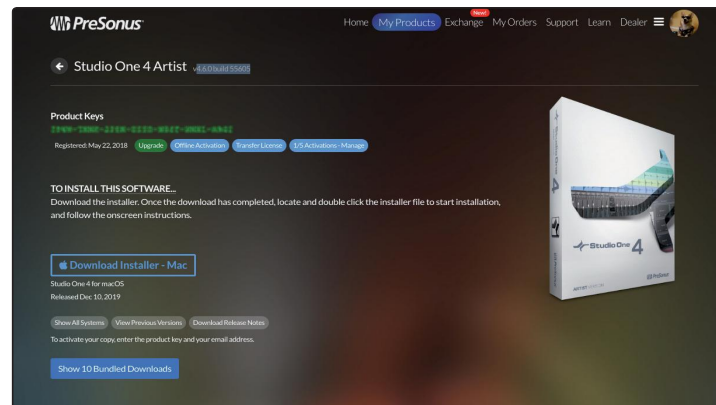 PreSonus
Home My Products Exchange New! My Orders Support Learn Dealer
Studio One 4 Artist v4.6.0 build 55605
Product Keys
Registered: May 22, 2018 Upgrade Offline Activation Transfer License 1/5 Activations - Manage
TO INSTALL THIS SOFTWARE...
Download the installer. Once the download has completed, locate and double click the installer file to start installation,
and follow the onscreen instructions.
Download Installer - Mac
Studio One 4 for macOS
Released Dec 10, 2019
Show All Systems View Previous Versions Download Release Notes
To activate your copy, enter the product key and your email address.
Show 10 Bundled Downloads
Studio One 4
PreSonus